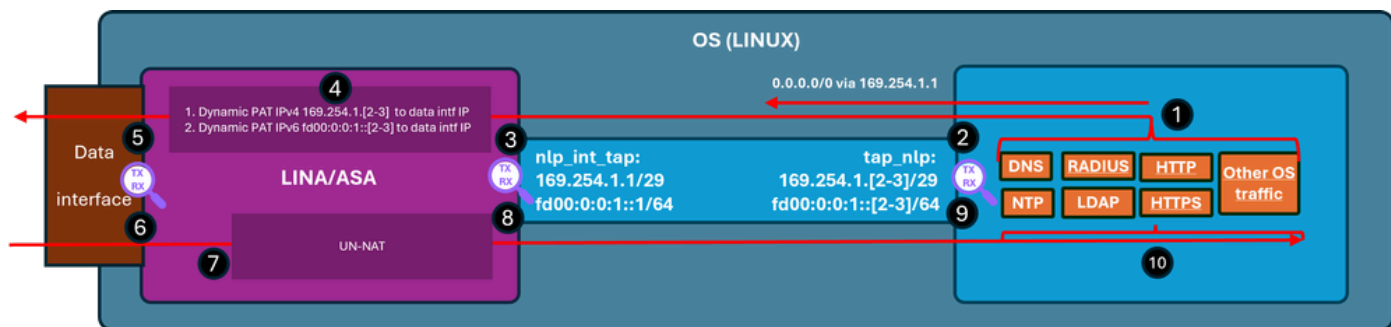 OS (LINUX)
4
0.0.0.0/0 via 169.254.1.1
1. Dynamic PAT IPv4 169.254.1.[2-3] to data intf IP
2. Dynamic PAT IPv6 fd00:0:0:1::[2-3] to data intf IP
1
5
3
2
Data
interface
TX
RX
LINA/ASA
TX
RX
nlp_int_tap:
169.254.1.1/29
fd00:0:0:1::1/64
tap_nlp:
169.254.1.[2-3]/29
fd00:0:0:1::[2-3]/64
TX
RX
DNS
RADIUS
HTTP
Other OS
traffic
NTP
LDAP
HTTPS
6
8
9
7
UN-NAT
10